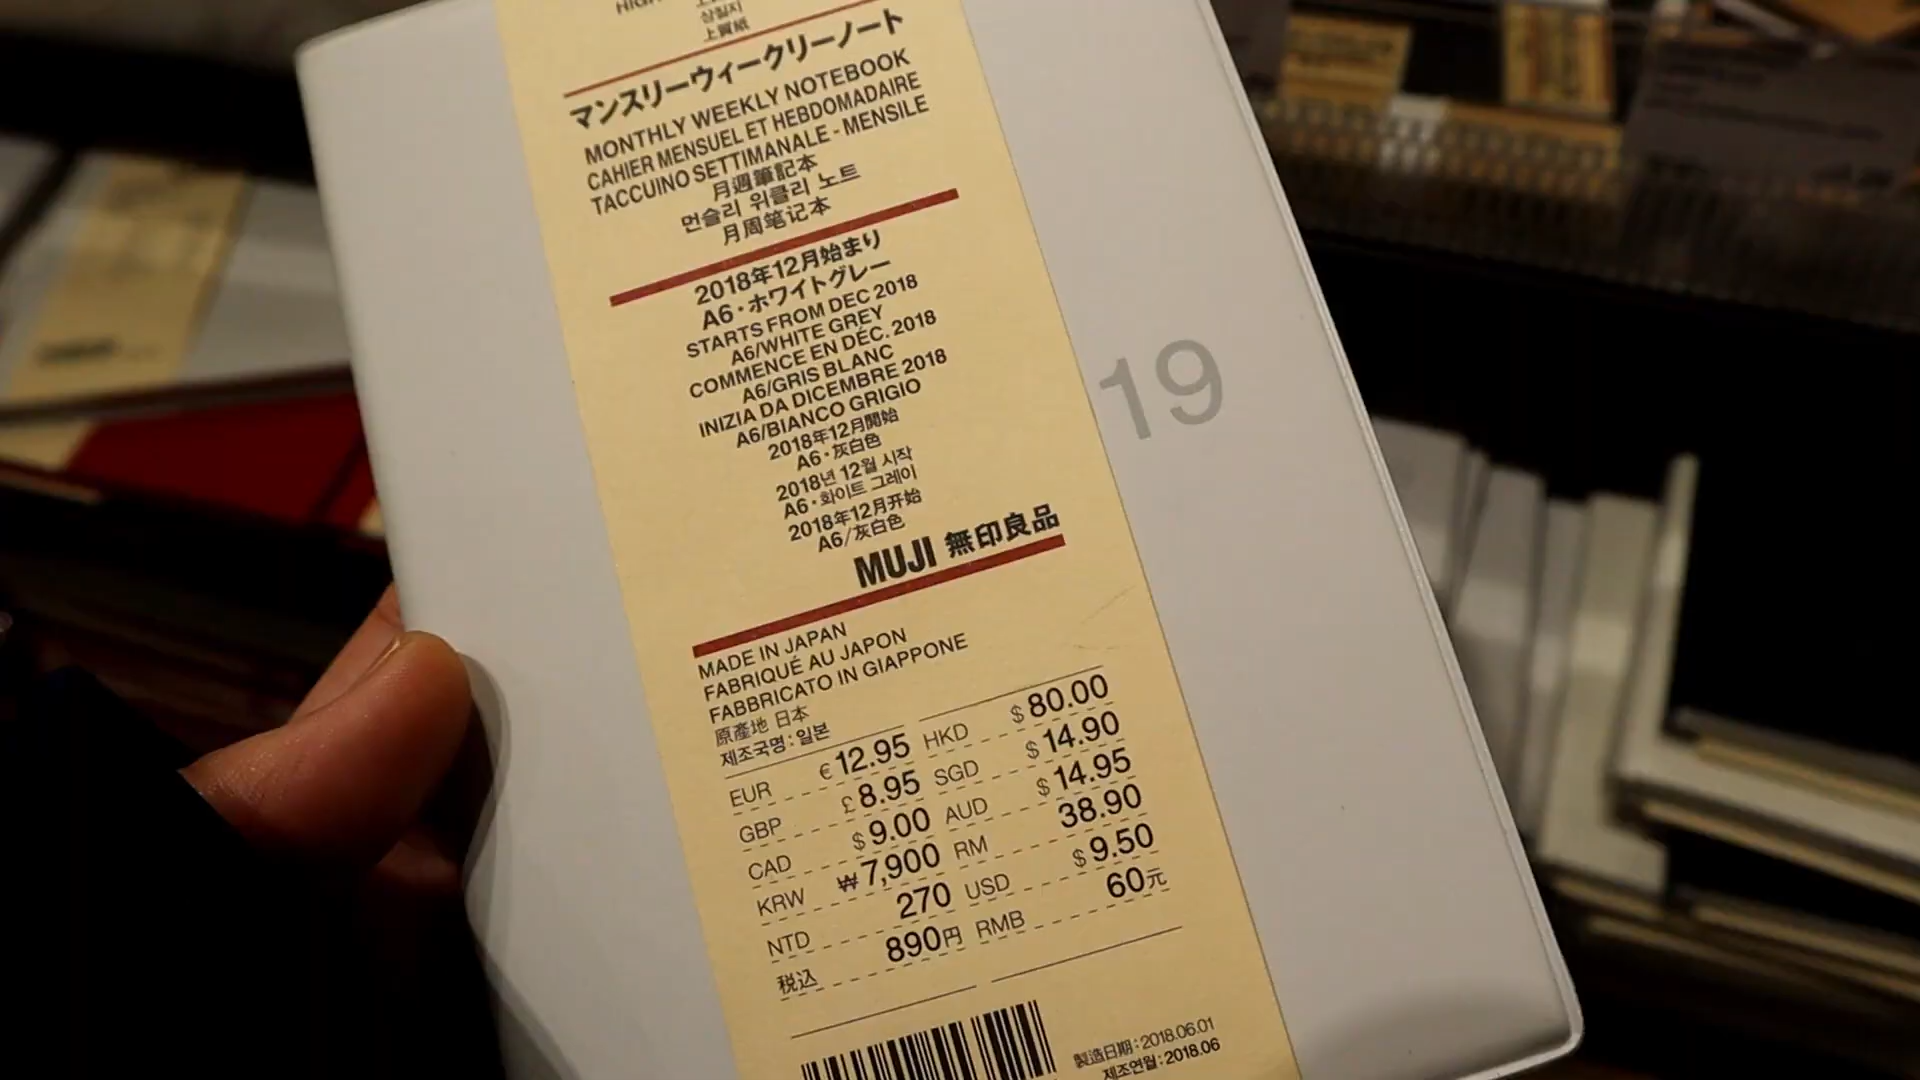 삼철지
上質紙
マンスリーウィークリーノート
MONTHLY WEEKLY NOTEBOOK
CAHIER MENSUEL ET HEBDOMADAIRE
TACCUINO SETTIMANALE - MENSILE
月週筆記本
먼슬리 위클리 노트
月周笔记本
2018年12月始まり
A6・ホワイトグレー
STARTS FROM DEC 2018
A6/WHITE GREY
COMMENCE EN DÉC. 2018
A6/GRIS BLANC
INIZIA DA DICEMBRE 2018
A6/BIANCO GRIGIO
2018年12月開始
A6・灰白色
2018년 12월 시작
A6・화이트 그레이
2018年12月开始
A6/灰白色
MUJI 無印良品
19
MADE IN JAPAN
FABRIQUÉ AU JAPON
FABBRICATO IN GIAPPONE
原產地 日本
제조국명:일본
EUR € 12.95 HKD $ 80.00
GBP £ 8.95 SGD $ 14.90
CAD $ 9.00 AUD $ 14.95
KRW ₩ 7,900 RM 38.90
NTD 270 USD $ 9.50
税込 890円 RMB 60元
製造日期:2018.06.01
제조연월:2018.06